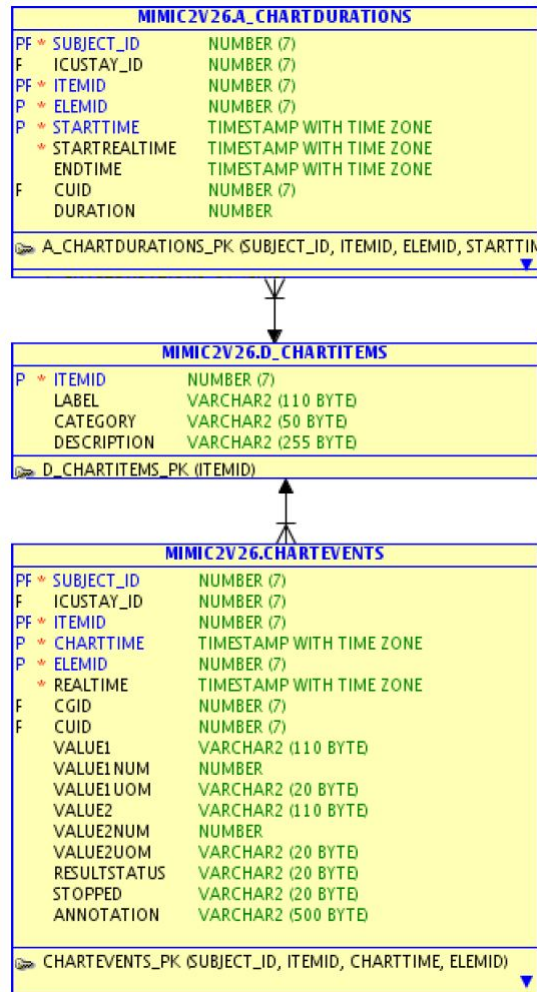 MIMIC2V26.A_CHARTDURATIONS
PF * SUBJECT_ID NUMBER (7)
F ICUSTAY_ID NUMBER (7)
PF * ITEMID NUMBER (7)
P * ELEMID NUMBER (7)
P * STARTTIME TIMESTAMP WITH TIME ZONE
* STARTREALTIME TIMESTAMP WITH TIME ZONE
ENDTIME TIMESTAMP WITH TIME ZONE
F CUID NUMBER (7)
DURATION NUMBER
A_CHARTDURATIONS_PK (SUBJECT_ID, ITEMID, ELEMID, STARTTIM
MIMIC2V26.D_CHARTITEMS
P * ITEMID NUMBER (7)
LABEL VARCHAR2 (110 BYTE)
CATEGORY VARCHAR2 (50 BYTE)
DESCRIPTION VARCHAR2 (255 BYTE)
D_CHARTITEMS_PK (ITEMID)
MIMIC2V26.CHARTEVENTS
PF * SUBJECT_ID NUMBER (7)
F ICUSTAY_ID NUMBER (7)
PF * ITEMID NUMBER (7)
P * CHARTTIME TIMESTAMP WITH TIME ZONE
P * ELEMID NUMBER (7)
* REALTIME TIMESTAMP WITH TIME ZONE
F CGID NUMBER (7)
F CUID NUMBER (7)
VALUE1 VARCHAR2 (110 BYTE)
VALUE1NUM NUMBER
VALUE1UOM VARCHAR2 (20 BYTE)
VALUE2 VARCHAR2 (110 BYTE)
VALUE2NUM NUMBER
VALUE2UOM VARCHAR2 (20 BYTE)
RESULTSTATUS VARCHAR2 (20 BYTE)
STOPPED VARCHAR2 (20 BYTE)
ANNOTATION VARCHAR2 (500 BYTE)
CHARTEVENTS_PK (SUBJECT_ID, ITEMID, CHARTTIME, ELEMID)